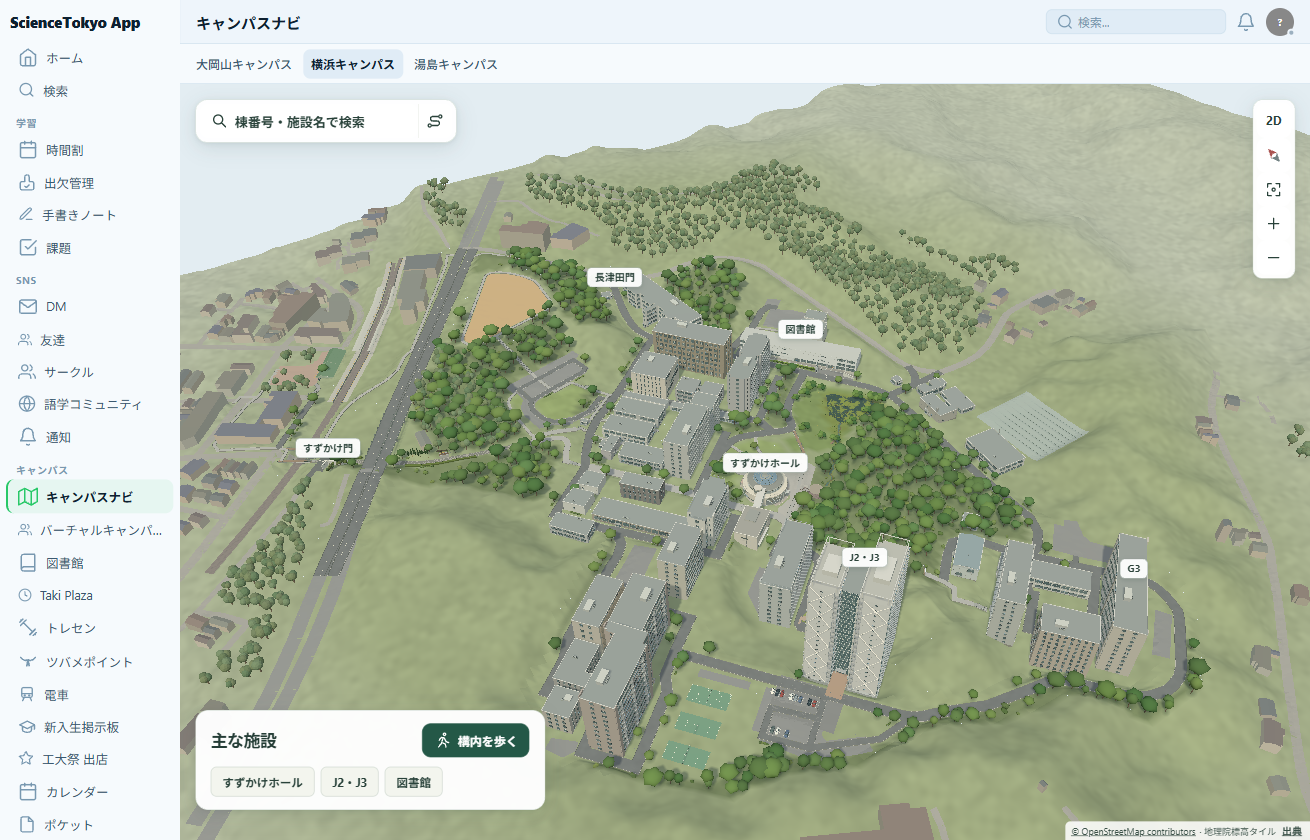 ScienceTokyo App
ホーム
検索
学習
時間割
出欠管理
手書きノート
課題
SNS
DM
友達
サークル
語学コミュニティ
通知
キャンパス
キャンパスナビ
バーチャルキャンパ...
図書館
Taki Plaza
トレセン
ツバメポイント
電車
新入生掲示板
工大祭 出店
カレンダー
ポケット
キャンパスナビ
検索...
?
大岡山キャンパス 横浜キャンパス 湯島キャンパス
棟番号・施設名で検索
2D
長津田門
図書館
すずかけ門
すずかけホール
J2・J3
G3
主な施設
構内を歩く
すずかけホール J2・J3 図書館
© OpenStreetMap contributors · 地理院標高タイル 出典